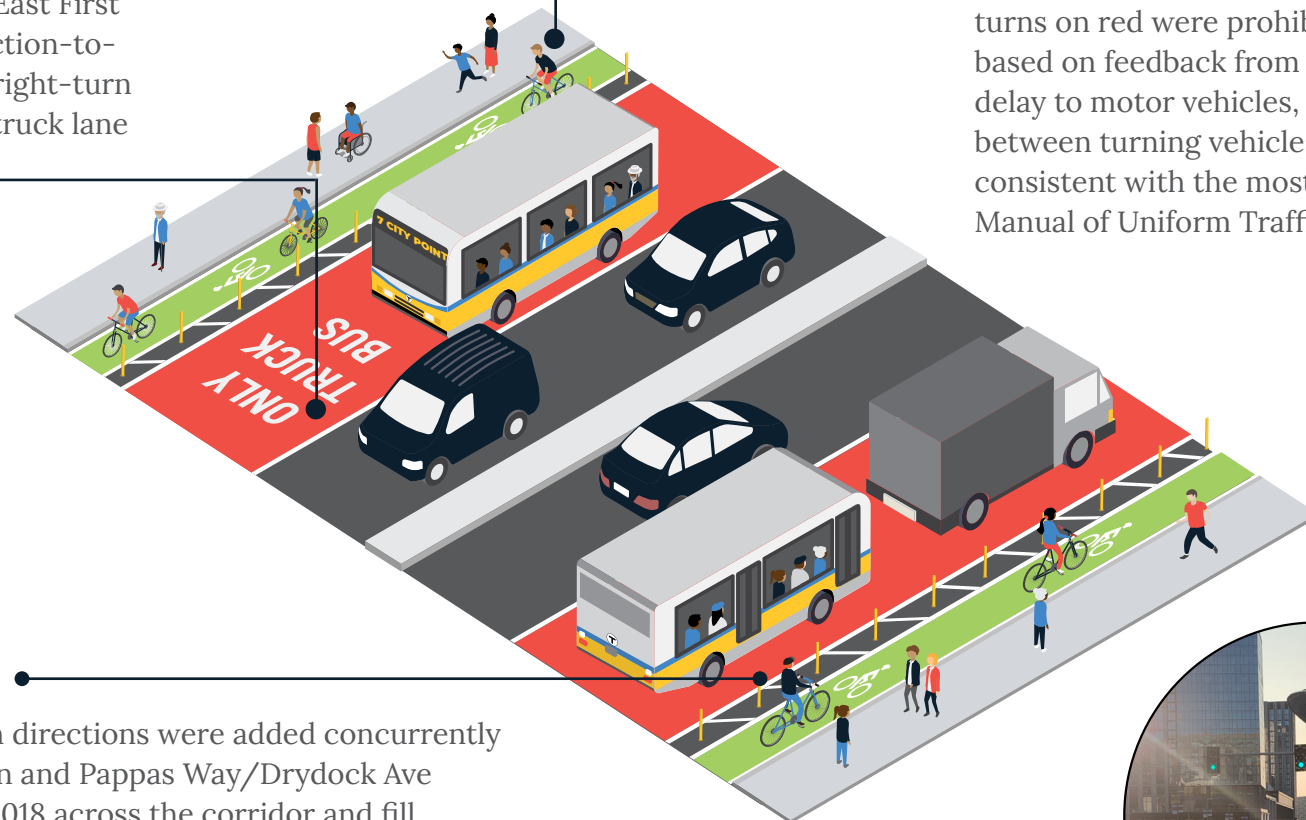 East First
ction-to-
right-turn
truck lane
turns on red were prohib
based on feedback from
delay to motor vehicles,
between turning vehicle
consistent with the most
Manual of Uniform Traff
7 CITY POINT
T
ONLY
TRUCK
BUS
T
directions were added concurrently
n and Pappas Way/Drydock Ave
018 across the corridor and fill